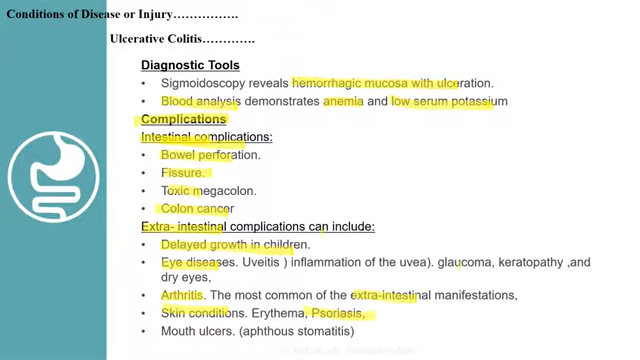 Conditions of Disease or Injury…………….
Ulcerative Colitis………….
Diagnostic Tools
• Sigmoidoscopy reveals hemorrhagic mucosa with ulceration.
• Blood analysis demonstrates anemia and low serum potassium
Complications
Intestinal complications:
• Bowel perforation.
• Fissure.
• Toxic megacolon.
• Colon cancer
Extra- intestinal complications can include:
• Delayed growth in children.
• Eye diseases. Uveitis ) inflammation of the uvea). glaucoma, keratopathy ,and
dry eyes,
• Arthritis. The most common of the extra-intestinal manifestations,
• Skin conditions. Erythema, Psoriasis,
• Mouth ulcers. (aphthous stomatitis)